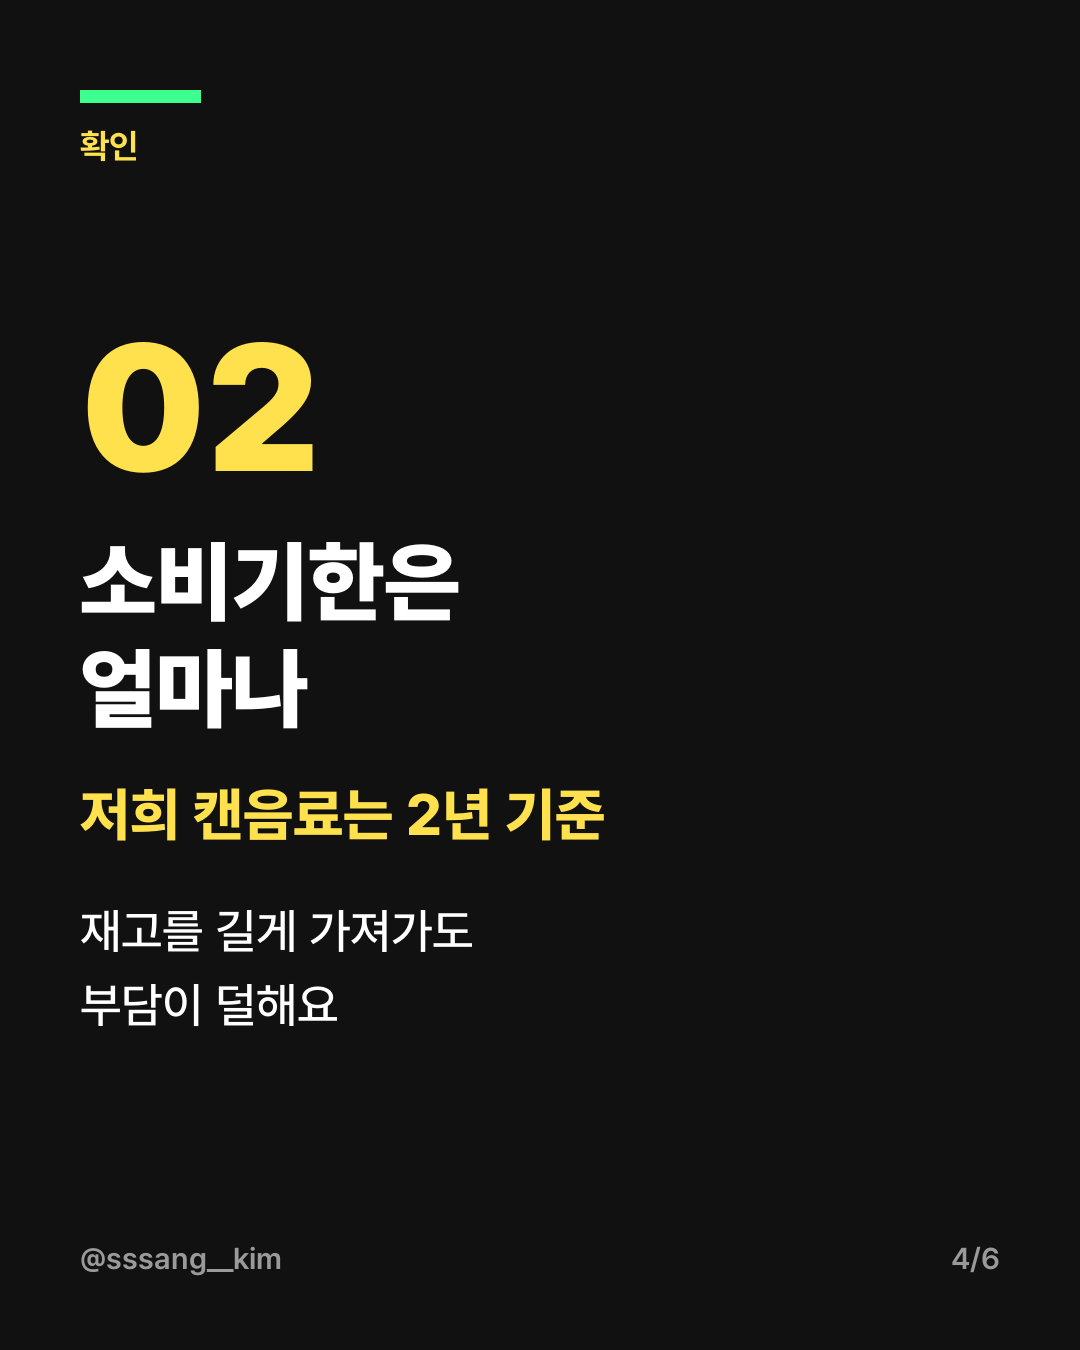 확인
02
소비기한은
얼마나
저희 캔음료는 2년 기준
재고를 길게 가져가도
부담이 덜해요
@sssang__kim
4/6